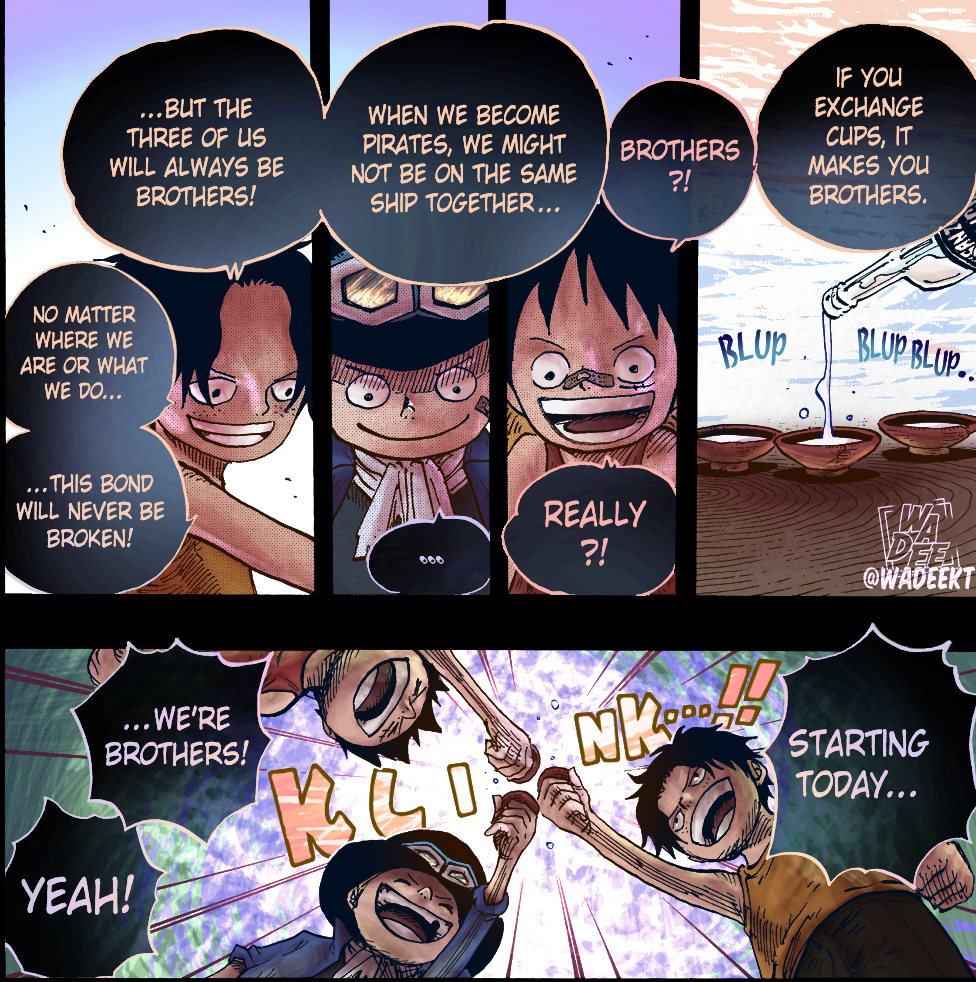 IF YOU
EXCHANGE
CUPS, IT
MAKES YOU
BROTHERS.
BLUP
BLUP BLUP..
BROTHERS
?!
REALLY
?!
WHEN WE BECOME
PIRATES, WE MIGHT
NOT BE ON THE SAME
SHIP TOGETHER...
...
...BUT THE
THREE OF US
WILL ALWAYS BE
BROTHERS!
NO MATTER
WHERE WE
ARE OR WHAT
WE DO...
...THIS BOND
WILL NEVER BE
BROKEN!
WA
DEE
@WADEEKT
STARTING
TODAY...
KLINK...!!
...WE'RE
BROTHERS!
YEAH!